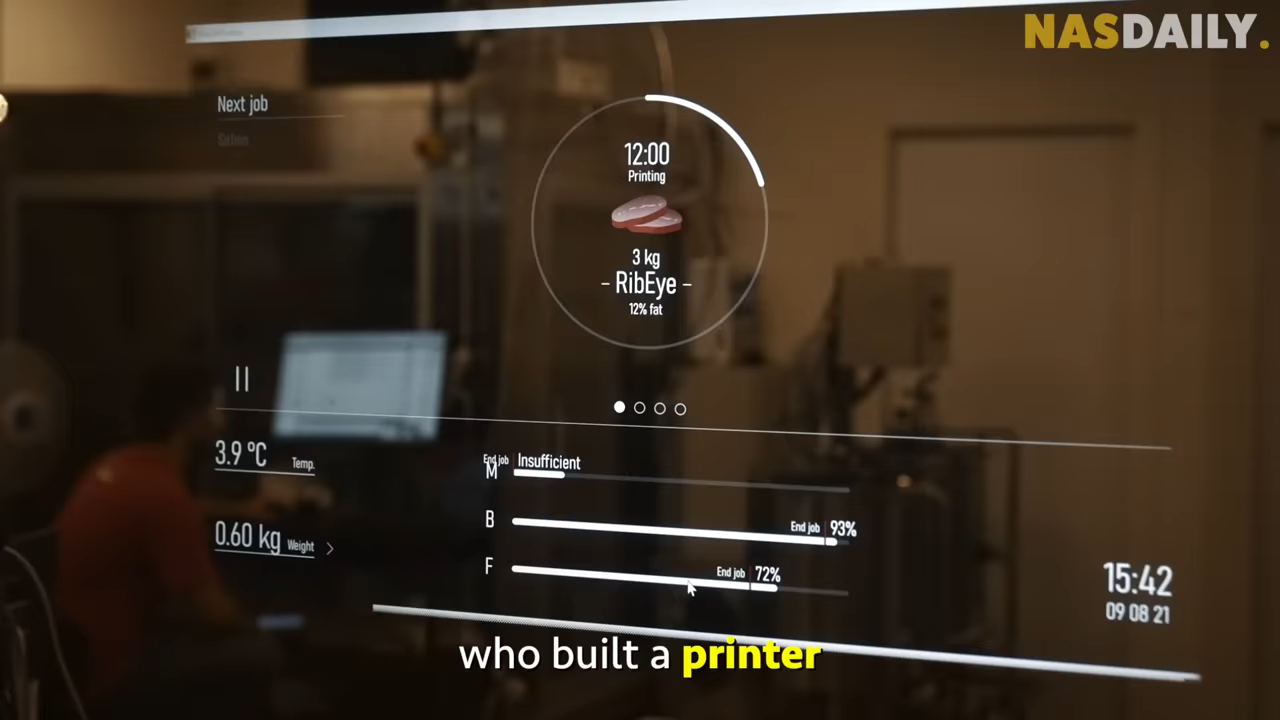 NASDAILY.
Next job
12:00
Printing
3 kg
- RibEye -
12% fat
3.9 °C Temp.
0.60 kg Weight
End job Insufficient
M
B End job 93%
F End job 72%
15:42
09 08 21
who built a printer